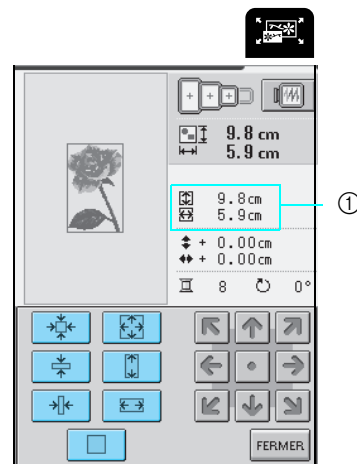 9.8 cm
5.9 cm
9.8cm
5.9cm
①
+ 0.00cm
+ 0.00cm
8 0°
FERMER